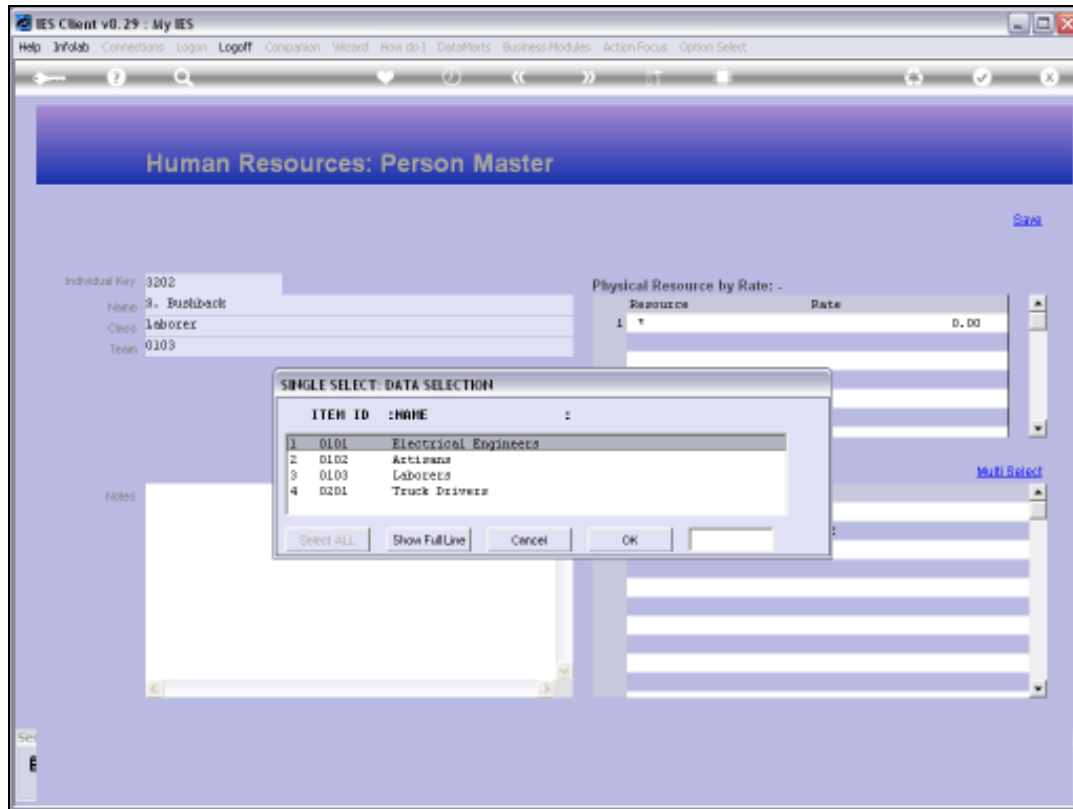 IES Client v8.29 : My IES
Help Infolab Connections Logon Logoff Companion Wizard How do I DataMarts Business Modules Action Focus Option Select
Human Resources: Person Master
Save
Individual Key 3202
Name S. Bushback
Class Laborer
Team 0103
Physical Resource by Rate: -
Resource Rate
1 * 0.00
SINGLE SELECT: DATA SELECTION
ITEM ID :NAME :
1 0101 Electrical Engineers
2 0102 Artisans
3 0103 Laborers
4 0201 Truck Drivers
Select ALL Show Full Line Cancel OK
Multi Select
Notes